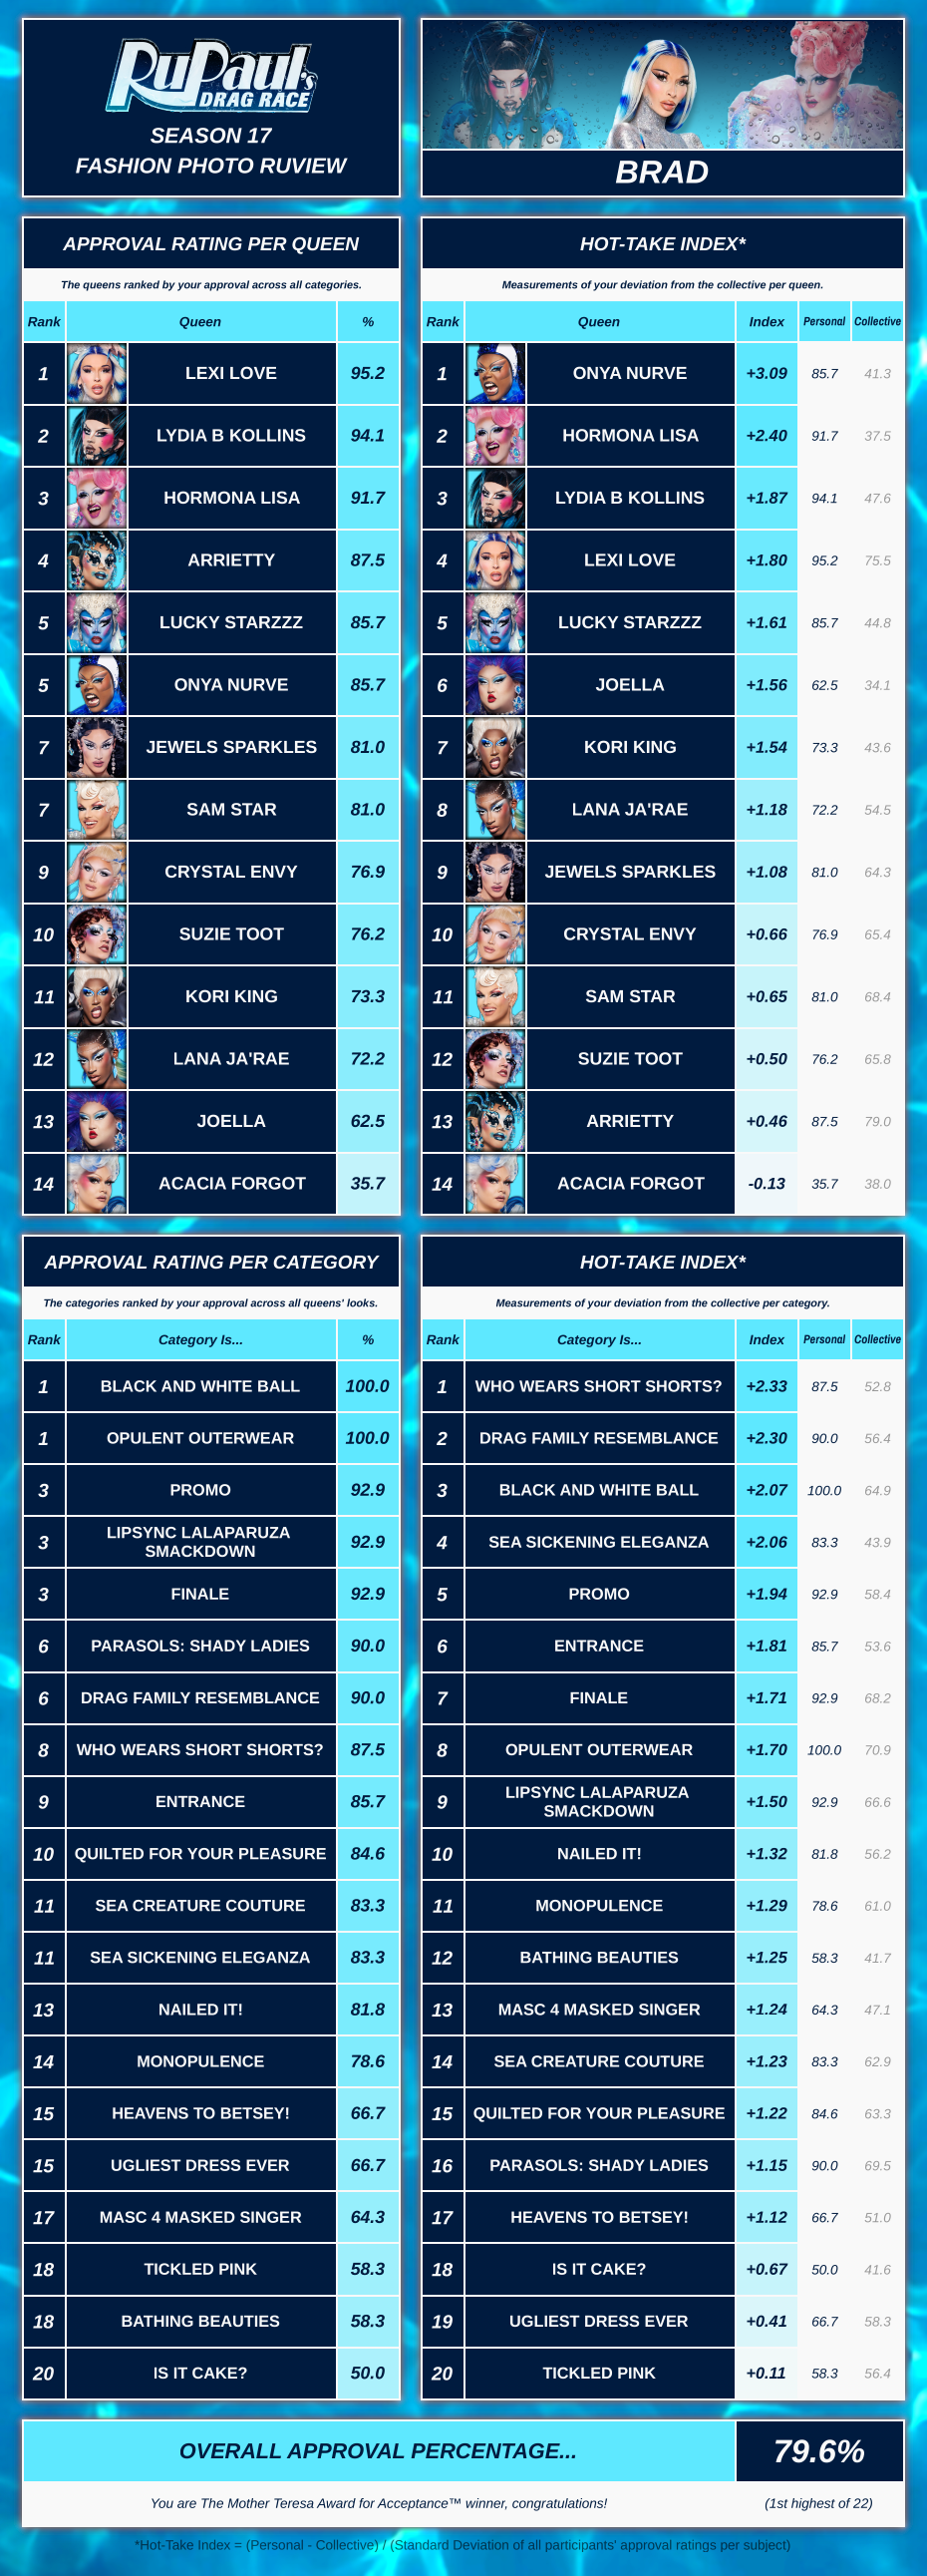 RuPaul's
DRAG RACE
SEASON 17
FASHION PHOTO RUVIEW
BRAD
APPROVAL RATING PER QUEEN
The queens ranked by your approval across all categories.
Rank Queen %
1 LEXI LOVE 95.2
2 LYDIA B KOLLINS 94.1
3 HORMONA LISA 91.7
4 ARRIETTY 87.5
5 LUCKY STARZZZ 85.7
5 ONYA NURVE 85.7
7 JEWELS SPARKLES 81.0
7 SAM STAR 81.0
9 CRYSTAL ENVY 76.9
10 SUZIE TOOT 76.2
11 KORI KING 73.3
12 LANA JA'RAE 72.2
13 JOELLA 62.5
14 ACACIA FORGOT 35.7
HOT-TAKE INDEX*
Measurements of your deviation from the collective per queen.
Rank Queen Index Personal Collective
1 ONYA NURVE +3.09 85.7 41.3
2 HORMONA LISA +2.40 91.7 37.5
3 LYDIA B KOLLINS +1.87 94.1 47.6
4 LEXI LOVE +1.80 95.2 75.5
5 LUCKY STARZZZ +1.61 85.7 44.8
6 JOELLA +1.56 62.5 34.1
7 KORI KING +1.54 73.3 43.6
8 LANA JA'RAE +1.18 72.2 54.5
9 JEWELS SPARKLES +1.08 81.0 64.3
10 CRYSTAL ENVY +0.66 76.9 65.4
11 SAM STAR +0.65 81.0 68.4
12 SUZIE TOOT +0.50 76.2 65.8
13 ARRIETTY +0.46 87.5 79.0
14 ACACIA FORGOT -0.13 35.7 38.0
APPROVAL RATING PER CATEGORY
The categories ranked by your approval across all queens' looks.
Rank Category Is... %
1 BLACK AND WHITE BALL 100.0
1 OPULENT OUTERWEAR 100.0
3 PROMO 92.9
3 LIPSYNC LALAPARUZA
SMACKDOWN 92.9
3 FINALE 92.9
6 PARASOLS: SHADY LADIES 90.0
6 DRAG FAMILY RESEMBLANCE 90.0
8 WHO WEARS SHORT SHORTS? 87.5
9 ENTRANCE 85.7
10 QUILTED FOR YOUR PLEASURE 84.6
11 SEA CREATURE COUTURE 83.3
11 SEA SICKENING ELEGANZA 83.3
13 NAILED IT! 81.8
14 MONOPULENCE 78.6
15 HEAVENS TO BETSEY! 66.7
15 UGLIEST DRESS EVER 66.7
17 MASC 4 MASKED SINGER 64.3
18 TICKLED PINK 58.3
18 BATHING BEAUTIES 58.3
20 IS IT CAKE? 50.0
HOT-TAKE INDEX*
Measurements of your deviation from the collective per category.
Rank Category Is... Index Personal Collective
1 WHO WEARS SHORT SHORTS? +2.33 87.5 52.8
2 DRAG FAMILY RESEMBLANCE +2.30 90.0 56.4
3 BLACK AND WHITE BALL +2.07 100.0 64.9
4 SEA SICKENING ELEGANZA +2.06 83.3 43.9
5 PROMO +1.94 92.9 58.4
6 ENTRANCE +1.81 85.7 53.6
7 FINALE +1.71 92.9 68.2
8 OPULENT OUTERWEAR +1.70 100.0 70.9
9 LIPSYNC LALAPARUZA
SMACKDOWN +1.50 92.9 66.6
10 NAILED IT! +1.32 81.8 56.2
11 MONOPULENCE +1.29 78.6 61.0
12 BATHING BEAUTIES +1.25 58.3 41.7
13 MASC 4 MASKED SINGER +1.24 64.3 47.1
14 SEA CREATURE COUTURE +1.23 83.3 62.9
15 QUILTED FOR YOUR PLEASURE +1.22 84.6 63.3
16 PARASOLS: SHADY LADIES +1.15 90.0 69.5
17 HEAVENS TO BETSEY! +1.12 66.7 51.0
18 IS IT CAKE? +0.67 50.0 41.6
19 UGLIEST DRESS EVER +0.41 66.7 58.3
20 TICKLED PINK +0.11 58.3 56.4
OVERALL APPROVAL PERCENTAGE... 79.6%
You are The Mother Teresa Award for Acceptance™ winner, congratulations! (1st highest of 22)
*Hot-Take Index = (Personal - Collective) / (Standard Deviation of all participants' approval ratings per subject)